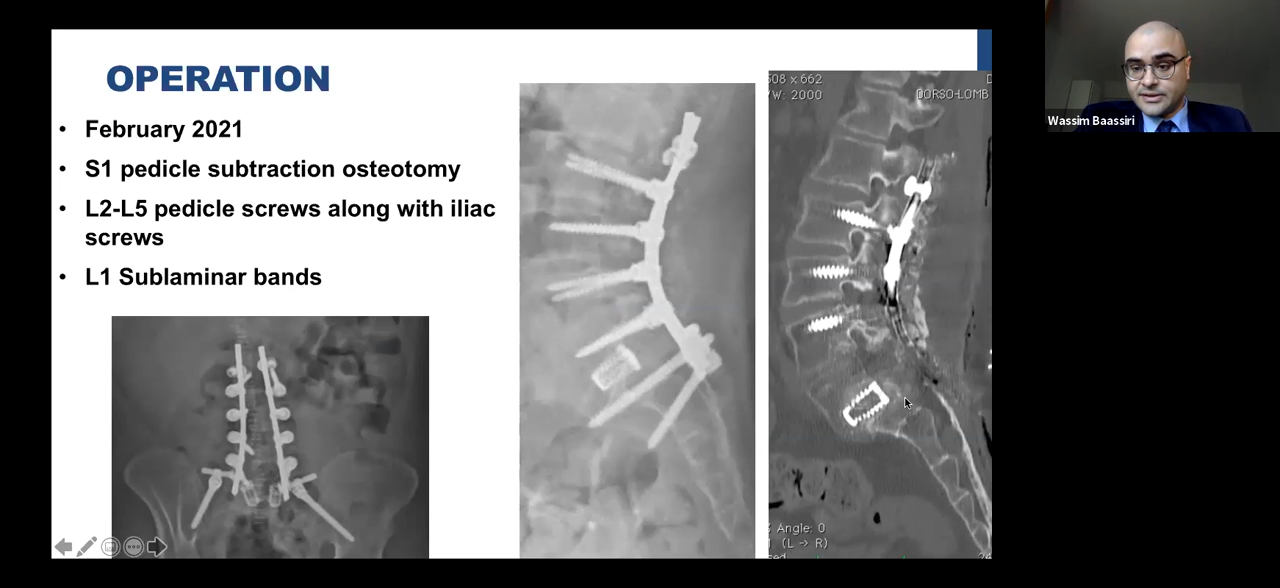 OPERATION
• February 2021
• S1 pedicle subtraction osteotomy
• L2-L5 pedicle screws along with iliac
screws
• L1 Sublaminar bands
508 x 662
W: 2000
DORSO-LOMB
Angle: 0
(L -> R)
Wassim Baassiri